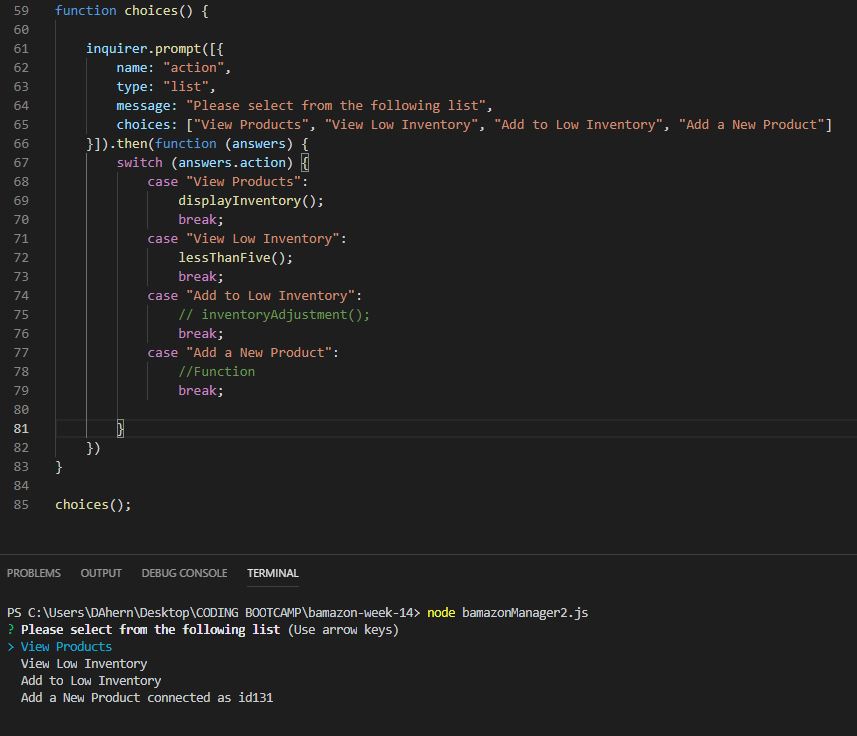 59 function choices() {
60
61 inquirer.prompt([{
62 name: "action",
63 type: "list",
64 message: "Please select from the following list",
65 choices: ["View Products", "View Low Inventory", "Add to Low Inventory", "Add a New Product"]
66 }]).then(function (answers) {
67 switch (answers.action) {
68 case "View Products":
69 displayInventory();
70 break;
71 case "View Low Inventory":
72 lessThanFive();
73 break;
74 case "Add to Low Inventory":
75 // inventoryAdjustment();
76 break;
77 case "Add a New Product":
78 //Function
79 break;
80
81 }
82 })
83 }
84
85 choices();
PROBLEMS OUTPUT DEBUG CONSOLE TERMINAL
PS C:\Users\DAhern\Desktop\CODING BOOTCAMP\bamazon-week-14> node bamazonManager2.js
? Please select from the following list (Use arrow keys)
> View Products
View Low Inventory
Add to Low Inventory
Add a New Product connected as id131